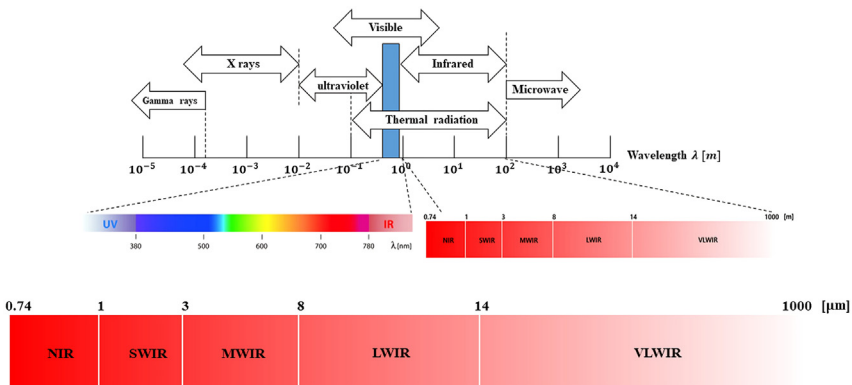 Visible
X rays
Infrared
ultraviolet
Microwave
Gamma rays
Thermal radiation
Wavelength λ [m]
10⁻⁵ 10⁻⁴ 10⁻³ 10⁻² 10⁻¹ 10⁰ 10¹ 10² 10³ 10⁴
UV IR
380 500 600 700 780 λ(nm)
0.74 1 3 8 14 1000 [m]
NIR SWIR MWIR LWIR VLWIR
0.74 1 3 8 14 1000 [μm]
NIR SWIR MWIR LWIR VLWIR